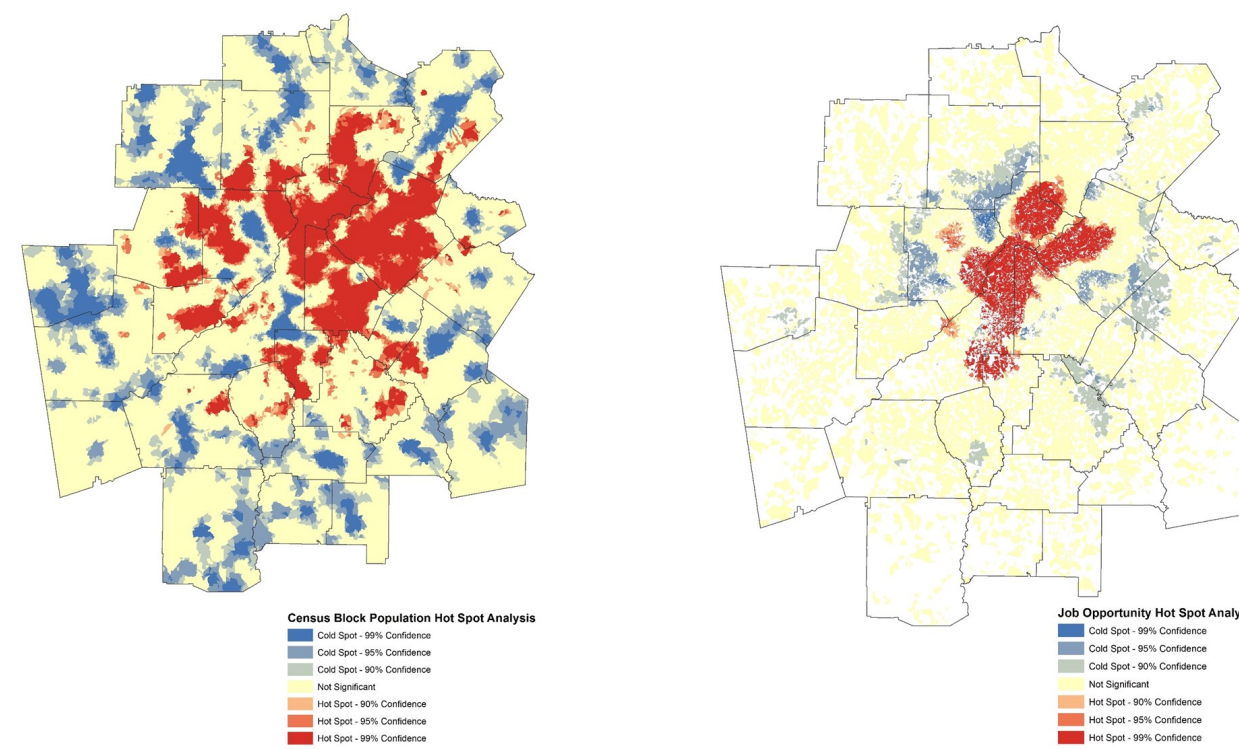 Census Block Population Hot Spot Analysis
Cold Spot - 99% Confidence
Cold Spot - 95% Confidence
Cold Spot - 90% Confidence
Not Significant
Hot Spot - 90% Confidence
Hot Spot - 95% Confidence
Hot Spot - 99% Confidence
Job Opportunity Hot Spot Analy
Cold Spot - 99% Confidence
Cold Spot - 95% Confidence
Cold Spot - 90% Confidence
Not Significant
Hot Spot - 90% Confidence
Hot Spot - 95% Confidence
Hot Spot - 99% Confidence